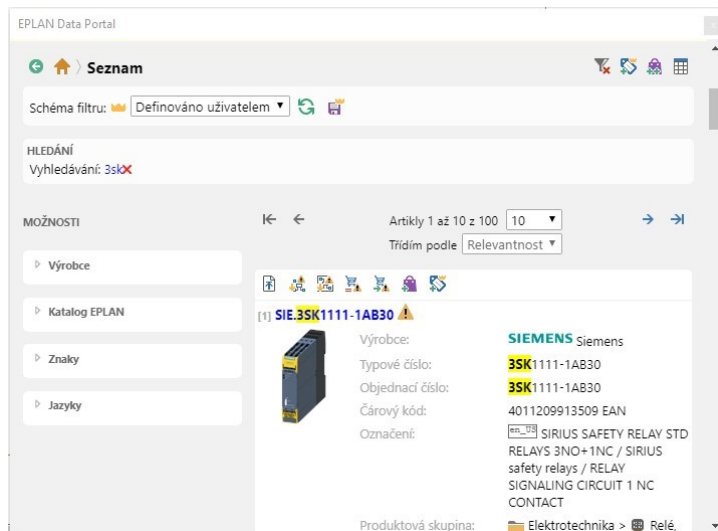 EPLAN Data Portal
Seznam
Schéma filtru: Definováno uživatelem
HLEDÁNÍ
Vyhledávání: 3sk
MOŽNOSTI
Výrobce
Katalog EPLAN
Znaky
Jazyky
Artikly 1 až 10 z 100 10
Třídím podle Relevantnost
[1] SIE.3SK1111-1AB30
Výrobce: SIEMENS Siemens
Typové číslo: 3SK1111-1AB30
Objednací číslo: 3SK1111-1AB30
Čárový kód: 4011209913509 EAN
Označení: en_US SIRIUS SAFETY RELAY STD
RELAYS 3NO+1NC / SIRIUS
safety relays / RELAY
SIGNALING CIRCUIT 1 NC
CONTACT
Produktová skupina: Elektrotechnika > Relé,